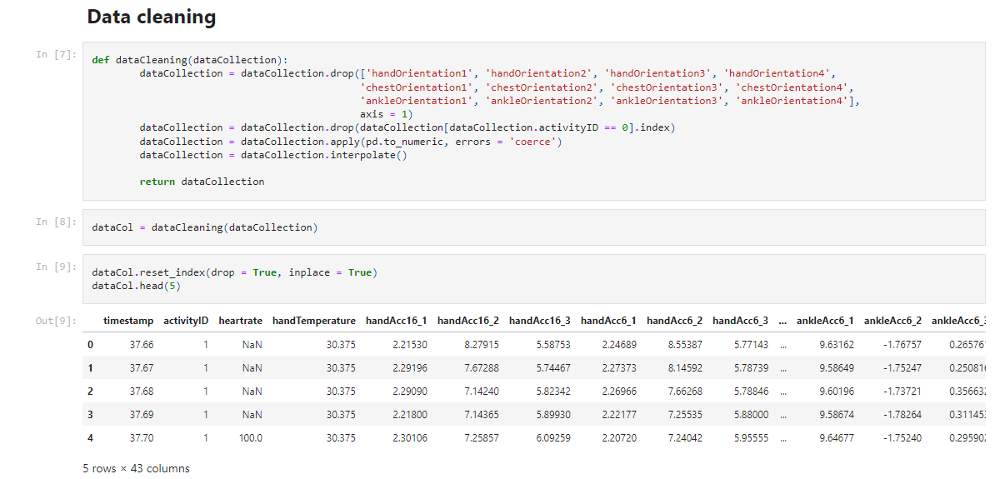 Data cleaning
In [7]:
def dataCleaning(dataCollection):
dataCollection = dataCollection.drop(['handOrientation1', 'handOrientation2', 'handOrientation3', 'handOrientation4',
'chestOrientation1', 'chestOrientation2', 'chestOrientation3', 'chestOrientation4',
'ankleOrientation1', 'ankleOrientation2', 'ankleOrientation3', 'ankleOrientation4'],
axis = 1)
dataCollection = dataCollection.drop(dataCollection[dataCollection.activityID == 0].index)
dataCollection = dataCollection.apply(pd.to_numeric, errors = 'coerce')
dataCollection = dataCollection.interpolate()
return dataCollection
In [8]:
dataCol = dataCleaning(dataCollection)
In [9]:
dataCol.reset_index(drop = True, inplace = True)
dataCol.head(5)
Out[9]:
timestamp activityID heartrate handTemperature handAcc16_1 handAcc16_2 handAcc16_3 handAcc6_1 handAcc6_2 handAcc6_3 ... ankleAcc6_1 ankleAcc6_2 ankleAcc6_3
0 37.66 1 NaN 30.375 2.21530 8.27915 5.58753 2.24689 8.55387 5.77143 ... 9.63162 -1.76757 0.26576
1 37.67 1 NaN 30.375 2.29196 7.67288 5.74467 2.27373 8.14592 5.78739 ... 9.58649 -1.75247 0.25081
2 37.68 1 NaN 30.375 2.29090 7.14240 5.82342 2.26966 7.66268 5.78846 ... 9.60196 -1.73721 0.35663
3 37.69 1 NaN 30.375 2.21800 7.14365 5.89930 2.22177 7.25535 5.88000 ... 9.58674 -1.78264 0.31145
4 37.70 1 100.0 30.375 2.30106 7.25857 6.09259 2.20720 7.24042 5.95555 ... 9.64677 -1.75240 0.29590
5 rows × 43 columns